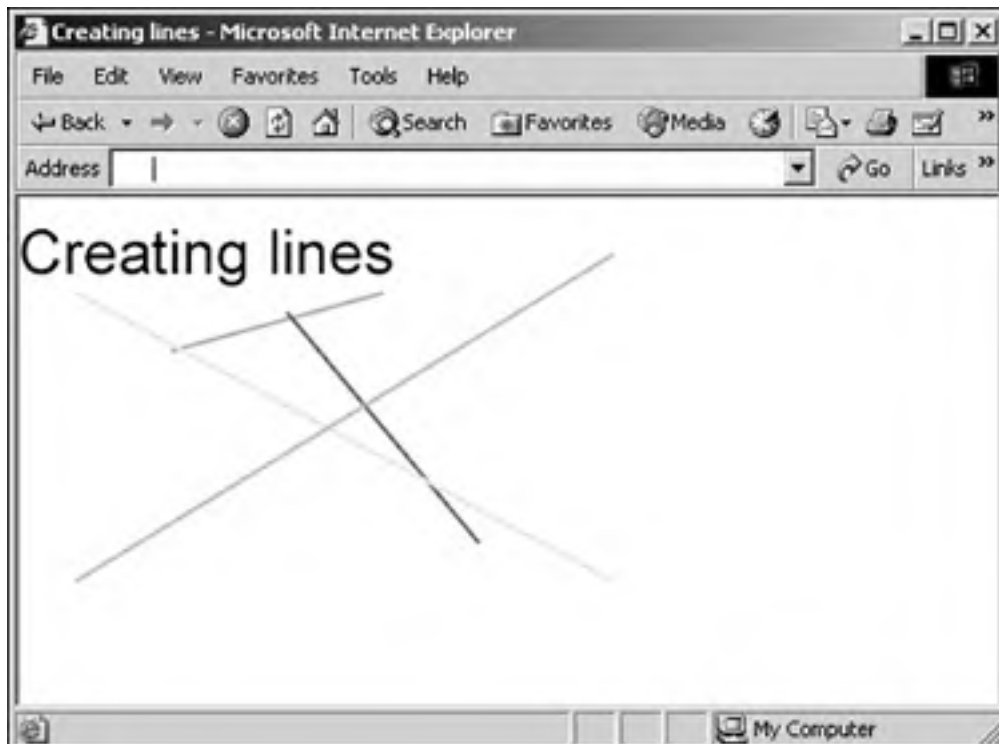 Creating lines - Microsoft Internet Explorer
File Edit View Favorites Tools Help
Back Search Favorites Media »
Address Go Links »
Creating lines
My Computer